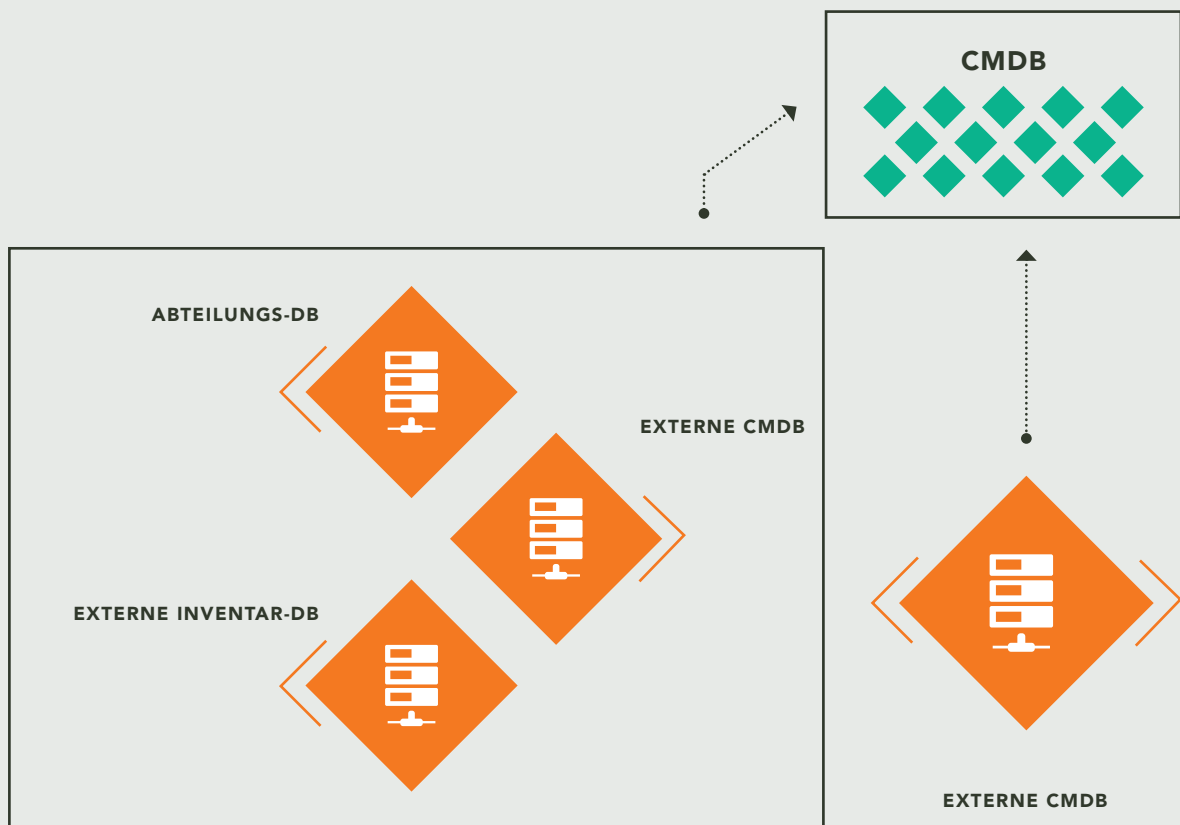 CMDB
ABTEILUNGS-DB
EXTERNE CMDB
EXTERNE INVENTAR-DB
EXTERNE CMDB